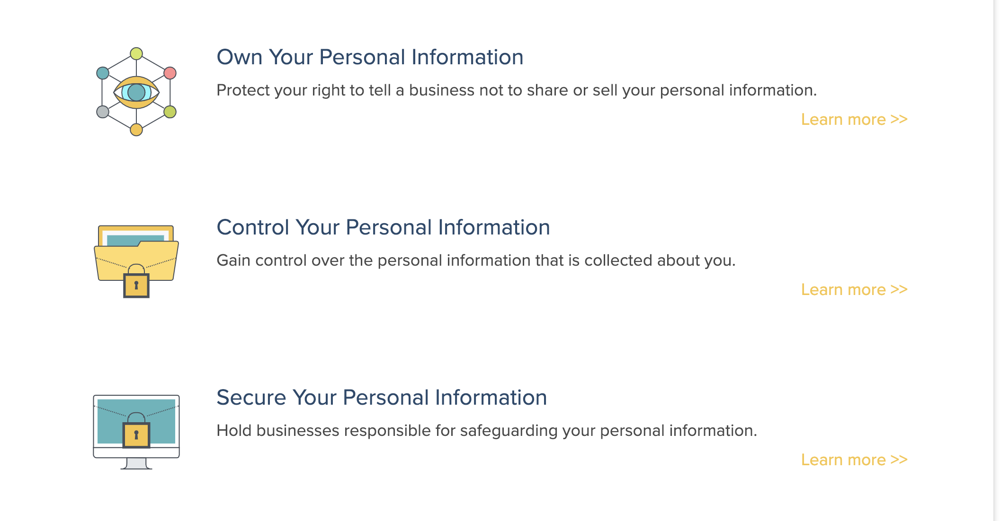 Own Your Personal Information
Protect your right to tell a business not to share or sell your personal information.
Learn more >>
Control Your Personal Information
Gain control over the personal information that is collected about you.
Learn more >>
Secure Your Personal Information
Hold businesses responsible for safeguarding your personal information.
Learn more >>